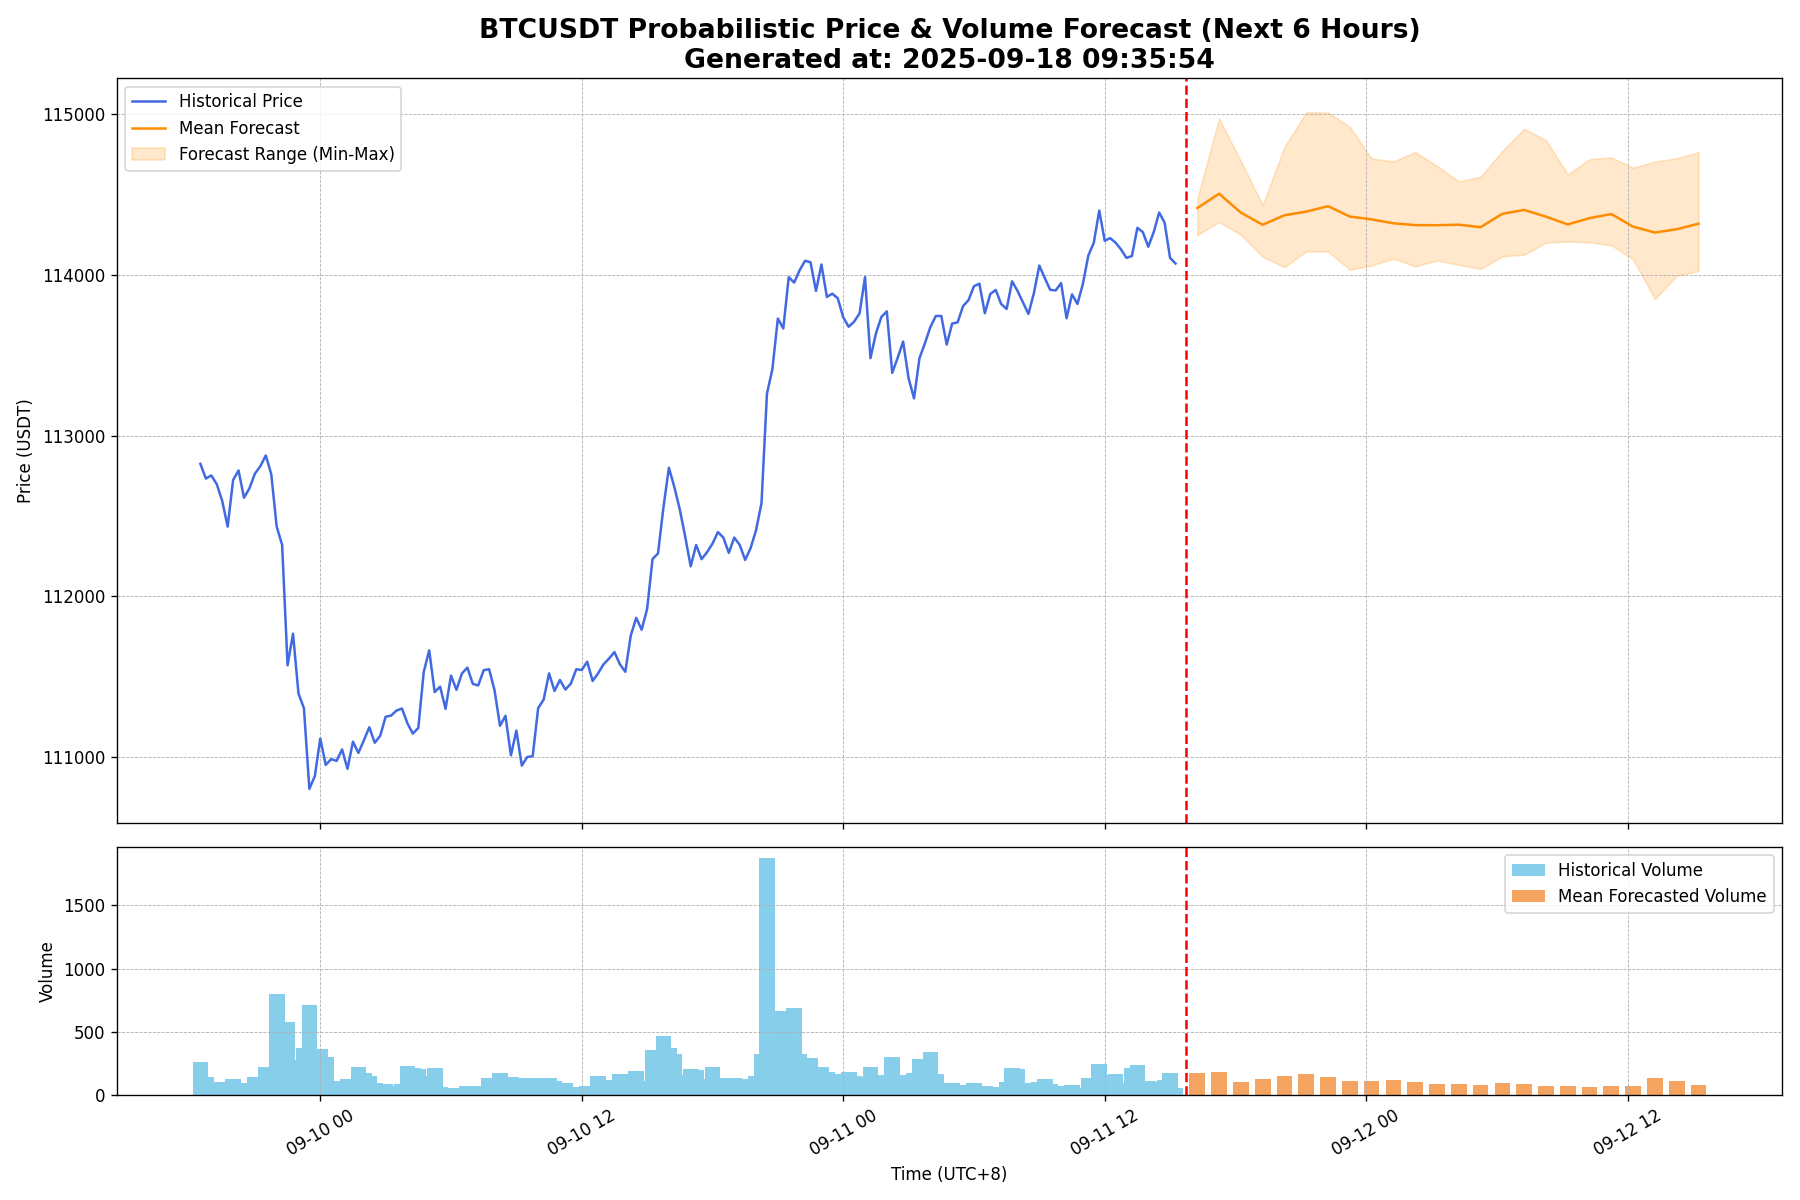 BTCUSDT Probabilistic Price & Volume Forecast (Next 6 Hours)
Generated at: 2025-09-18 09:35:54
Historical Price
Mean Forecast
Forecast Range (Min-Max)
115000
114000
113000
112000
111000
Price (USDT)
Historical Volume
Mean Forecasted Volume
1500
1000
500
0
Volume
09-10 00
09-10 12
09-11 00
09-11 12
09-12 00
09-12 12
Time (UTC+8)